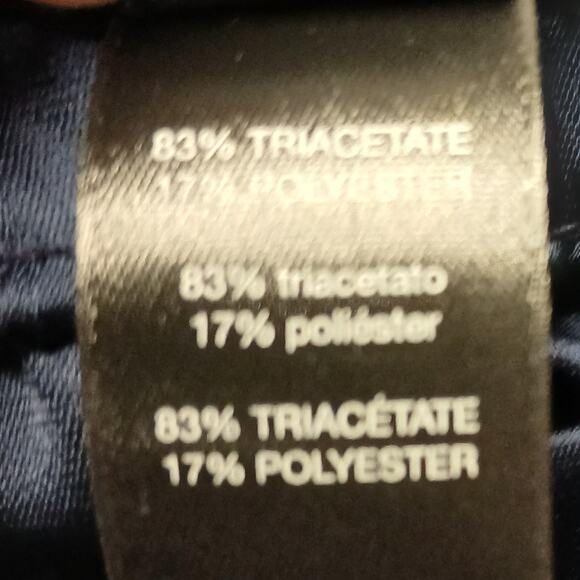 83% TRIACETATE
17% POLYESTER
83% triacetato
17% poliéster
83% TRIACÉTATE
17% POLYESTER